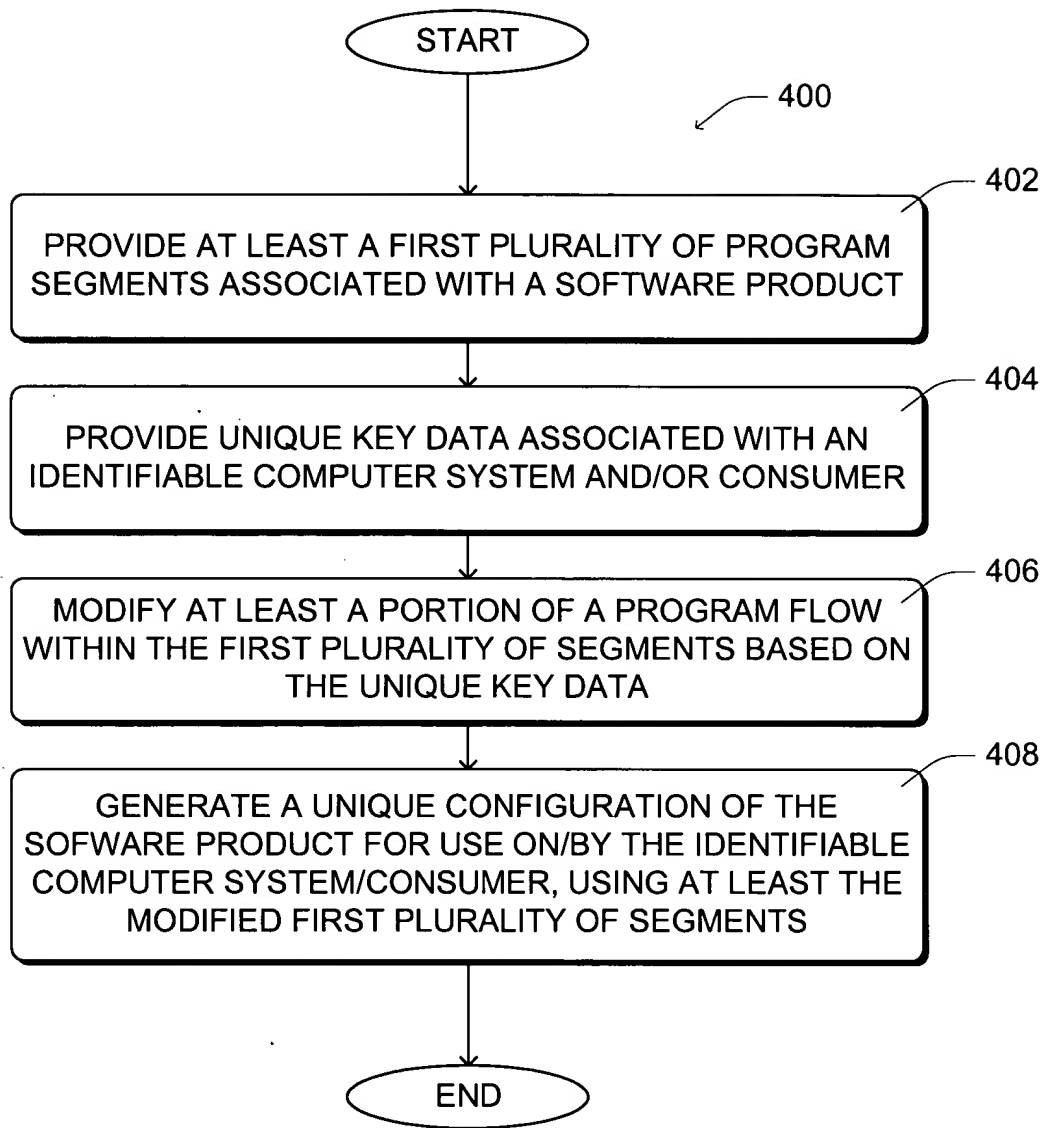 START
400
402
PROVIDE AT LEAST A FIRST PLURALITY OF PROGRAM
SEGMENTS ASSOCIATED WITH A SOFTWARE PRODUCT
404
PROVIDE UNIQUE KEY DATA ASSOCIATED WITH AN
IDENTIFIABLE COMPUTER SYSTEM AND/OR CONSUMER
406
MODIFY AT LEAST A PORTION OF A PROGRAM FLOW
WITHIN THE FIRST PLURALITY OF SEGMENTS BASED ON
THE UNIQUE KEY DATA
408
GENERATE A UNIQUE CONFIGURATION OF THE
SOFWARE PRODUCT FOR USE ON/BY THE IDENTIFIABLE
COMPUTER SYSTEM/CONSUMER, USING AT LEAST THE
MODIFIED FIRST PLURALITY OF SEGMENTS
END